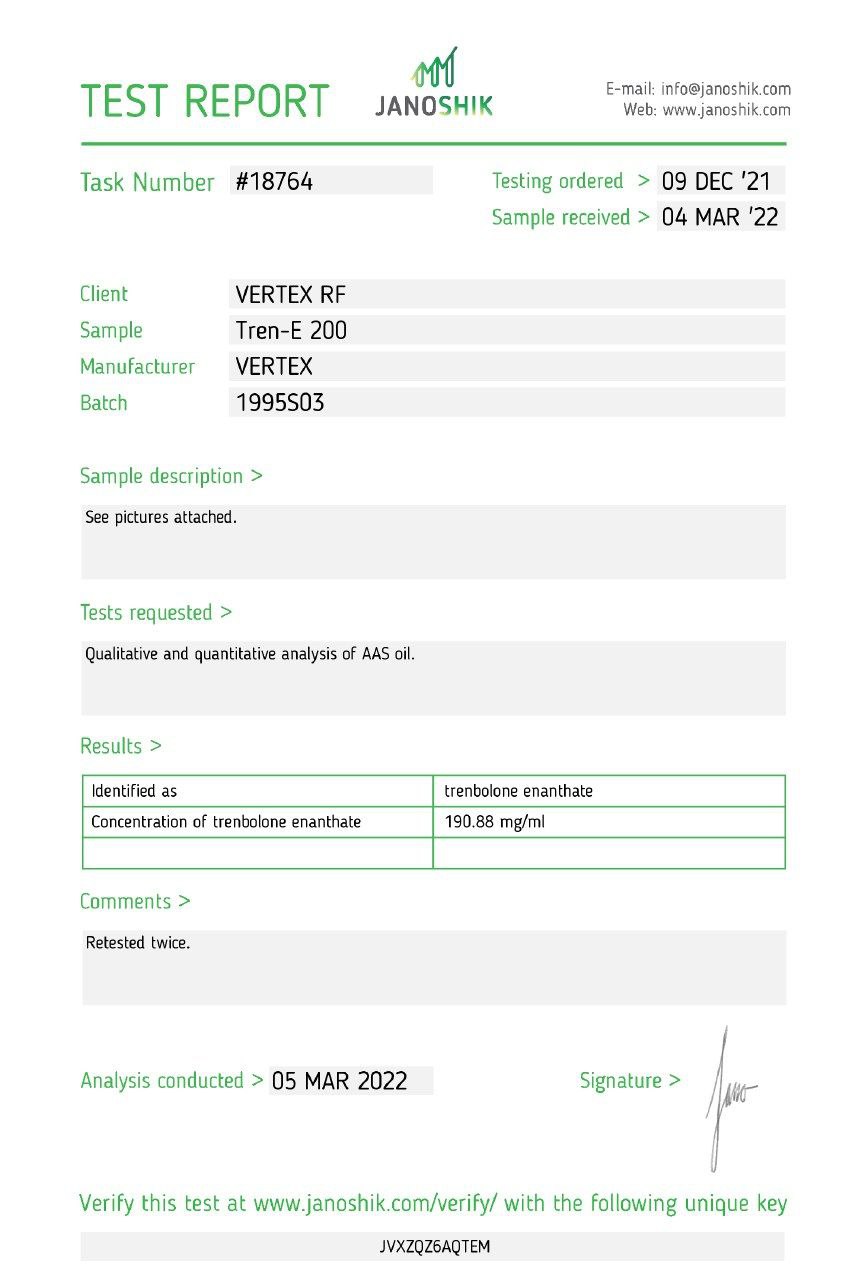 TEST REPORT
JANOSHIK
E-mail: info@janoshik.com
Web: www.janoshik.com
Task Number #18764
Testing ordered > 09 DEC '21
Sample received > 04 MAR '22
Client VERTEX RF
Sample Tren-E 200
Manufacturer VERTEX
Batch 1995S03
Sample description >
See pictures attached.
Tests requested >
Qualitative and quantitative analysis of AAS oil.
Results >
Identified as trenbolone enanthate
Concentration of trenbolone enanthate 190.88 mg/ml
Comments >
Retested twice.
Analysis conducted > 05 MAR 2022
Signature > Jano
Verify this test at www.janoshik.com/verify/ with the following unique key
JVXZQZ6AQTEM